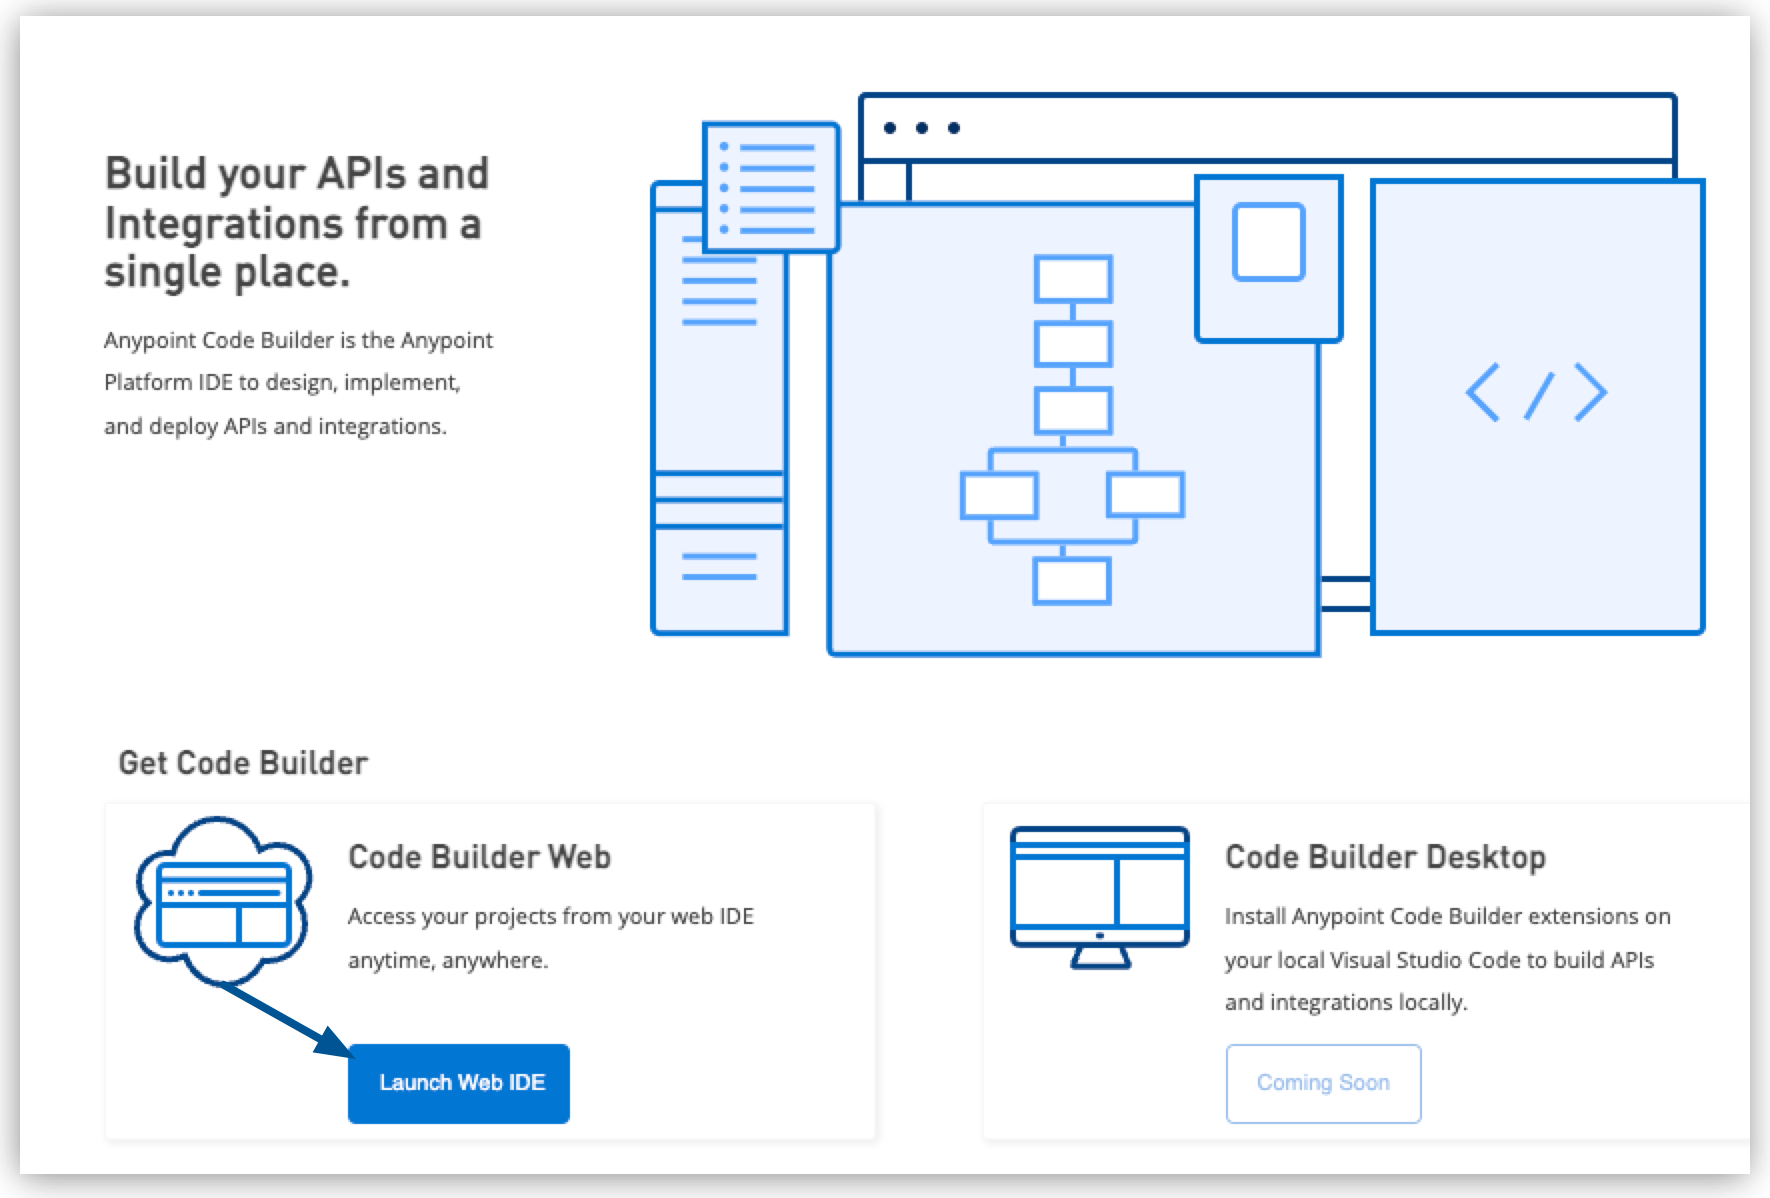 Build your APIs and
Integrations from a
single place.
Anypoint Code Builder is the Anypoint
Platform IDE to design, implement,
and deploy APIs and integrations.
</>
Get Code Builder
Code Builder Web
Access your projects from your web IDE
anytime, anywhere.
Launch Web IDE
Code Builder Desktop
Install Anypoint Code Builder extensions on
your local Visual Studio Code to build APIs
and integrations locally.
Coming Soon